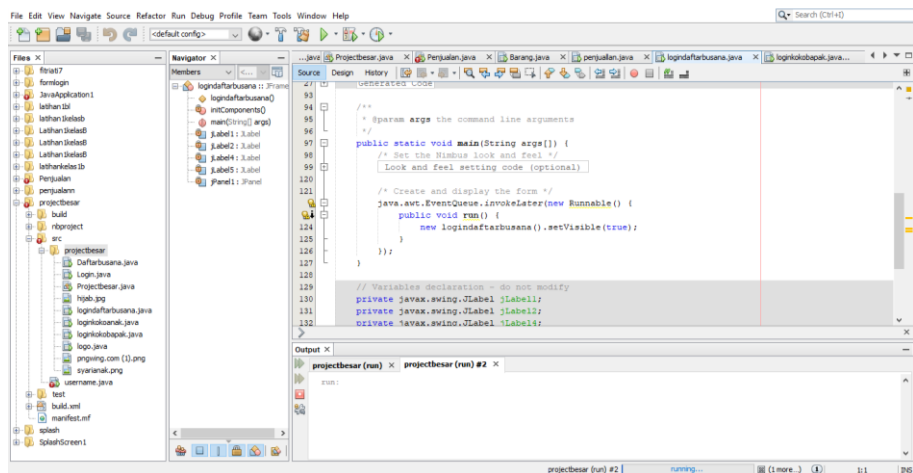 File Edit View Navigate Source Refactor Run Debug Profile Team Tools Window Help
Search (Ctrl+I)
<default config>
Files
fitriati7
formlogin
JavaApplication1
latihan1bl
latihan1kelasb
Latihan1kelasB
Latihan1kelasB
latihankelas1b
Penjualan
penjualann
projectbesar
build
nbproject
src
projectbesar
Daftarbusana.java
Login.java
Projectbesar.java
hijab.jpg
logindaftarbusana.java
loginkokoanak.java
loginkokobapak.java
logo.java
pngwing.com (1).png
syarianak.png
username.java
test
build.xml
manifest.mf
splash
SplashScreen1
Navigator
Members
<...
logindaftarbusana :: JFrame
logindaftarbusana()
initComponents()
main(String[] args)
jLabel1 : JLabel
jLabel2 : JLabel
jLabel4 : JLabel
jLabel5 : JLabel
jPanel1 : JPanel
...java Projectbesar.java Penjualan.java Barang.java penjualan.java logindaftarbusana.java loginkokobapak.java...
Source Design History
27 Generated Code
93
94 /**
95 * @param args the command line arguments
96 */
97 public static void main(String args[]) {
98 /* Set the Nimbus look and feel */
99 Look and feel setting code (optional)
120
121 /* Create and display the form */
java.awt.EventQueue.invokeLater(new Runnable() {
public void run() {
124 new logindaftarbusana().setVisible(true);
125 }
126 });
127 }
128
129 // Variables declaration - do not modify
130 private javax.swing.JLabel jLabel1;
131 private javax.swing.JLabel jLabel2;
132 private javax.swing.JLabel jLabel4;
Output
projectbesar (run) projectbesar (run) #2
run:
projectbesar (run) #2 running... (1 more...) 1:1 INS